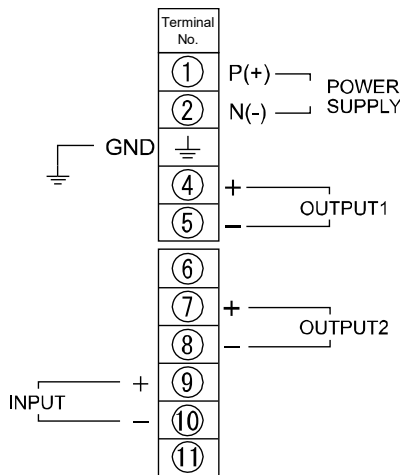 Terminal
No.
① P(+)
POWER
② N(-)
SUPPLY
GND
④ +
OUTPUT1
⑤ −
⑥
⑦ +
OUTPUT2
⑧ −
+ ⑨
INPUT
− ⑩
⑪